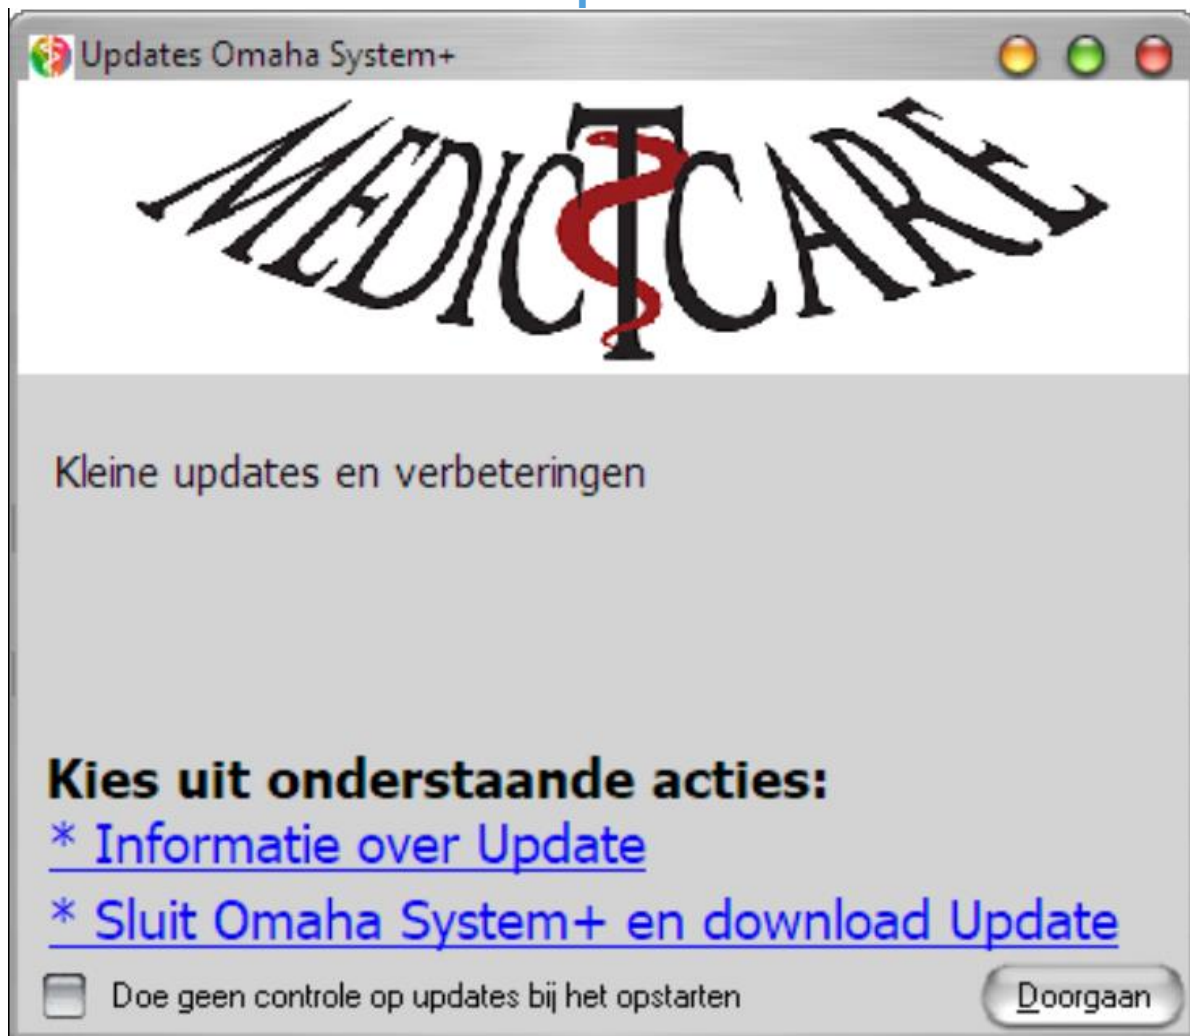 Updates Omaha System+
MEDICTCARE
Kleine updates en verbeteringen
Kies uit onderstaande acties:
* Informatie over Update
* Sluit Omaha System+ en download Update
Doe geen controle op updates bij het opstarten
Doorgaan